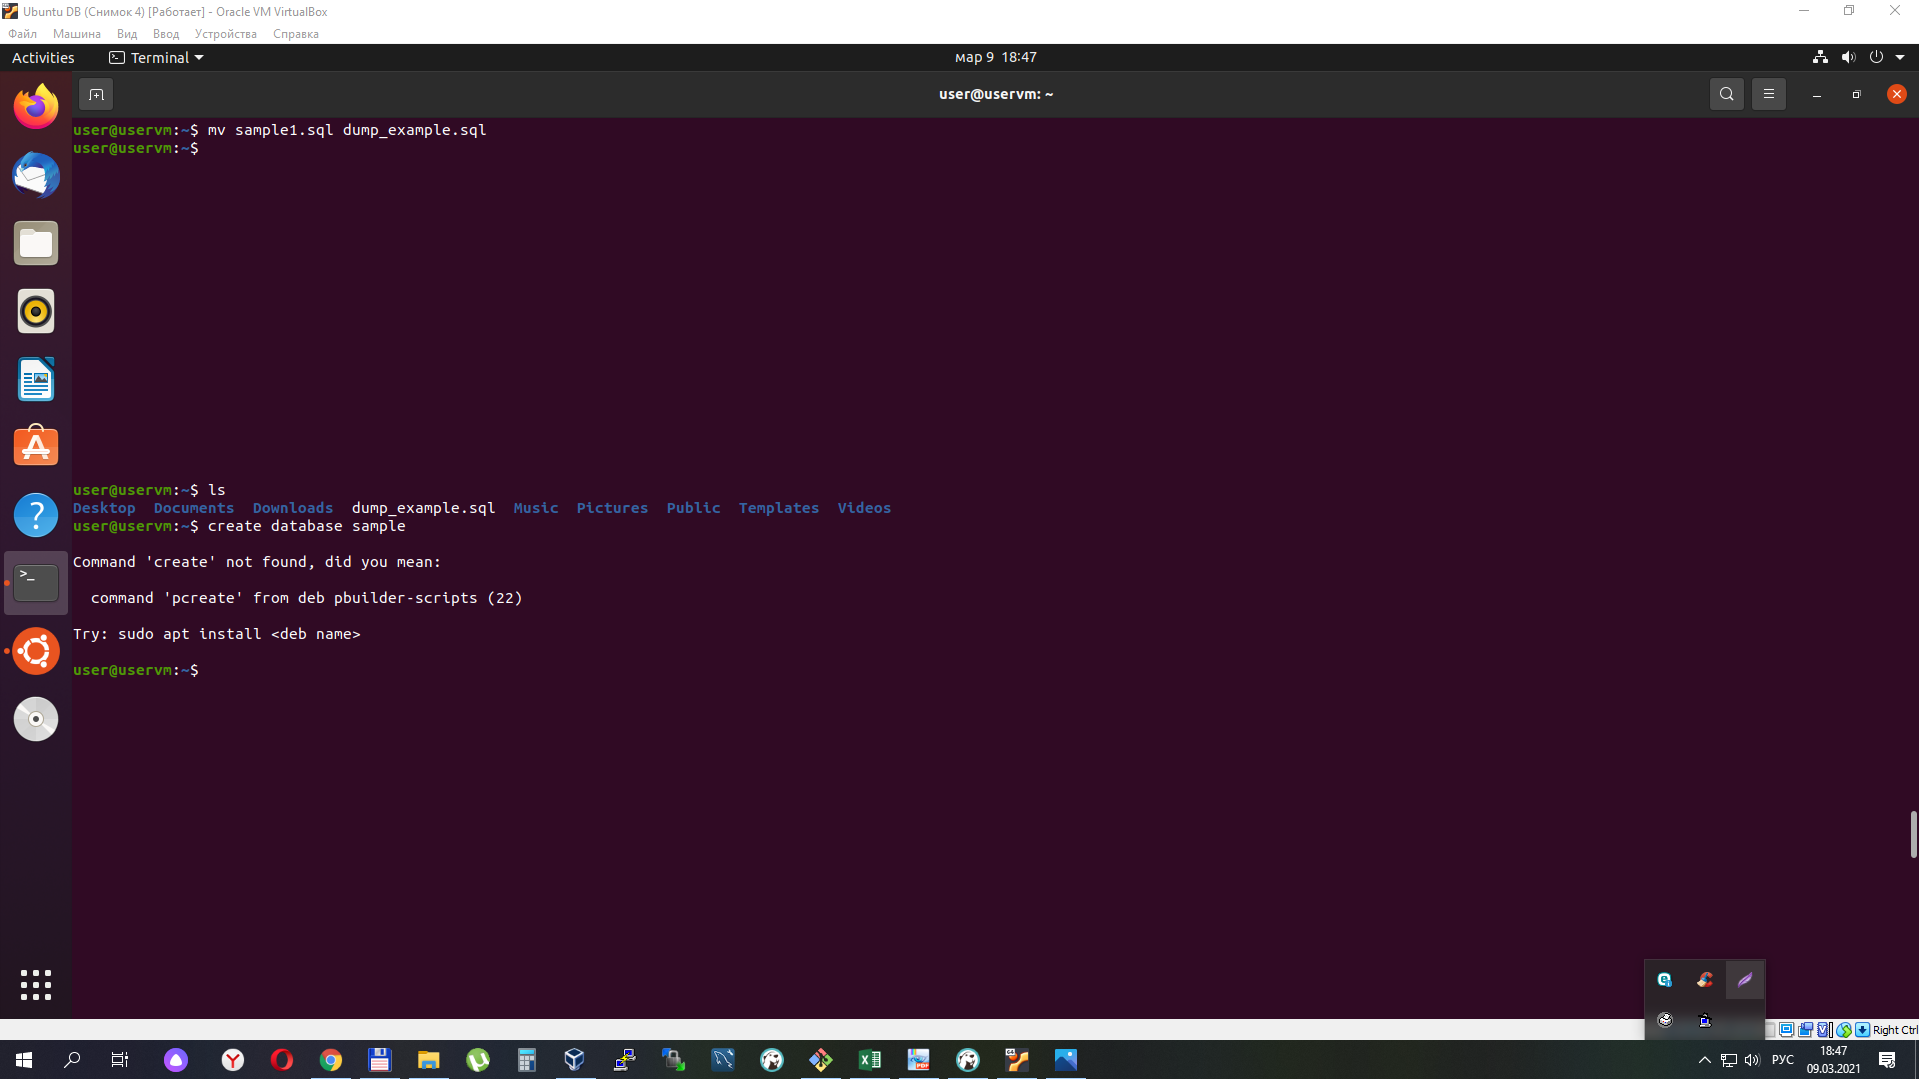 Ubuntu DB (Снимок 4) [Работает] - Oracle VM VirtualBox
Файл Машина Вид Ввод Устройства Справка
Activities Terminal мар 9 18:47
user@uservm: ~
user@uservm:~$ mv sample1.sql dump_example.sql
user@uservm:~$
user@uservm:~$ ls
Desktop Documents Downloads dump_example.sql Music Pictures Public Templates Videos
user@uservm:~$ create database sample
Command 'create' not found, did you mean:
command 'pcreate' from deb pbuilder-scripts (22)
Try: sudo apt install <deb name>
user@uservm:~$
Right Ctrl
РУС
18:47
09.03.2021